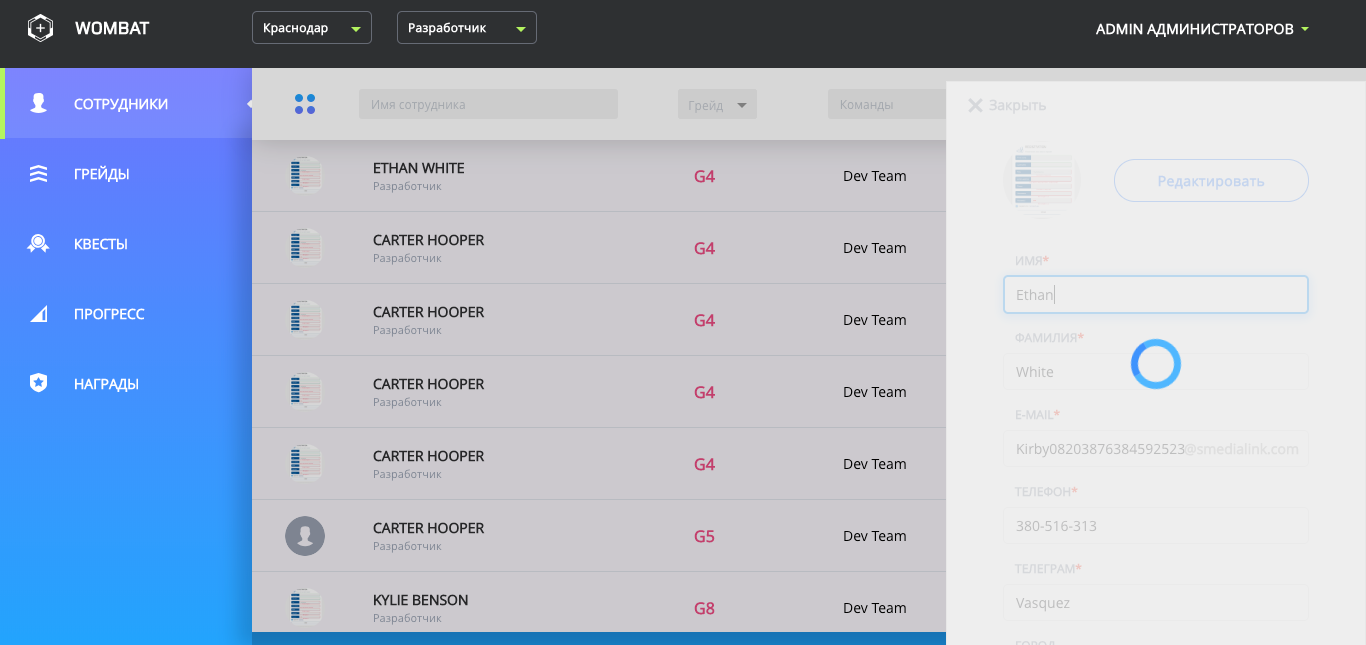 WOMBAT
Краснодар
Разработчик
ADMIN АДМИНИСТРАТОРОВ
СОТРУДНИКИ
ГРЕЙДЫ
КВЕСТЫ
ПРОГРЕСС
НАГРАДЫ
Имя сотрудника
Грейд
Команды
ETHAN WHITE
Разработчик
G4
Dev Team
CARTER HOOPER
Разработчик
G4
Dev Team
CARTER HOOPER
Разработчик
G4
Dev Team
CARTER HOOPER
Разработчик
G4
Dev Team
CARTER HOOPER
Разработчик
G4
Dev Team
CARTER HOOPER
Разработчик
G5
Dev Team
KYLIE BENSON
Разработчик
G8
Dev Team
Закрыть
Редактировать
ИМЯ*
Ethan
ФАМИЛИЯ*
White
E-MAIL*
Kirby08203876384592523@smedialink.com
ТЕЛЕФОН*
380-516-313
ТЕЛЕГРАМ*
Vasquez